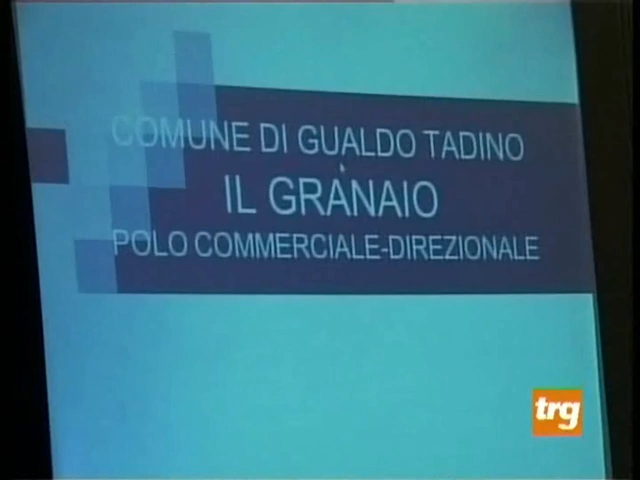 COMUNE DI GUALDO TADINO
IL GRANAIO
POLO COMMERCIALE-DIREZIONALE
trg